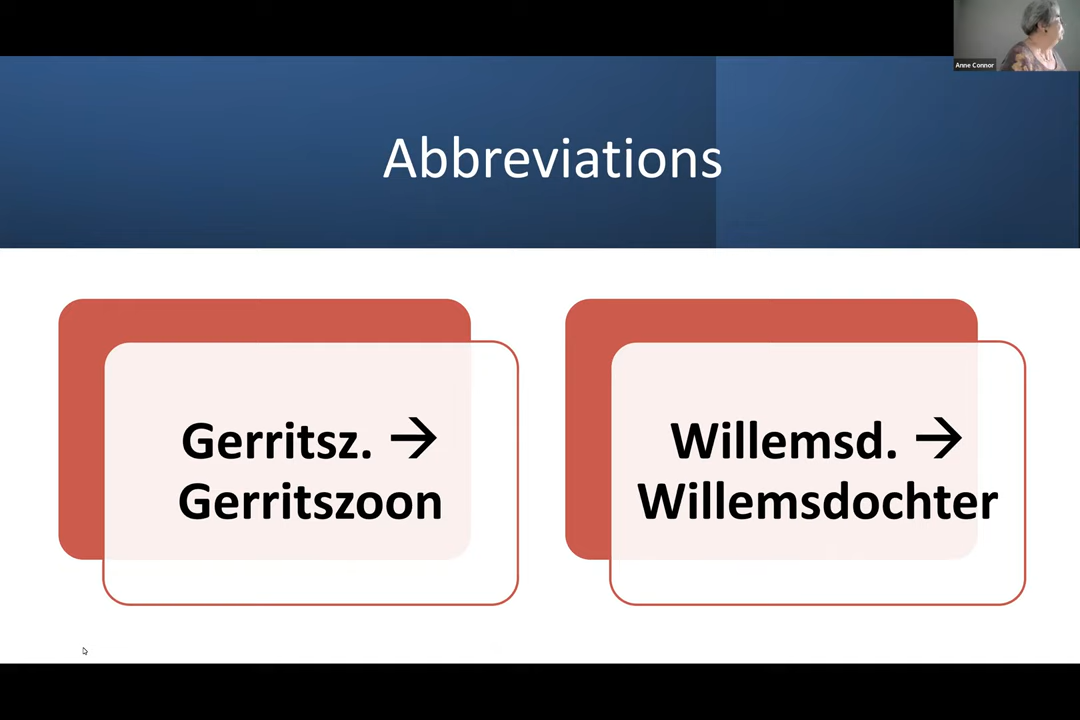 Anne Connor
Abbreviations
Gerritsz. →
Gerritszoon
Willemsd. →
Willemsdochter